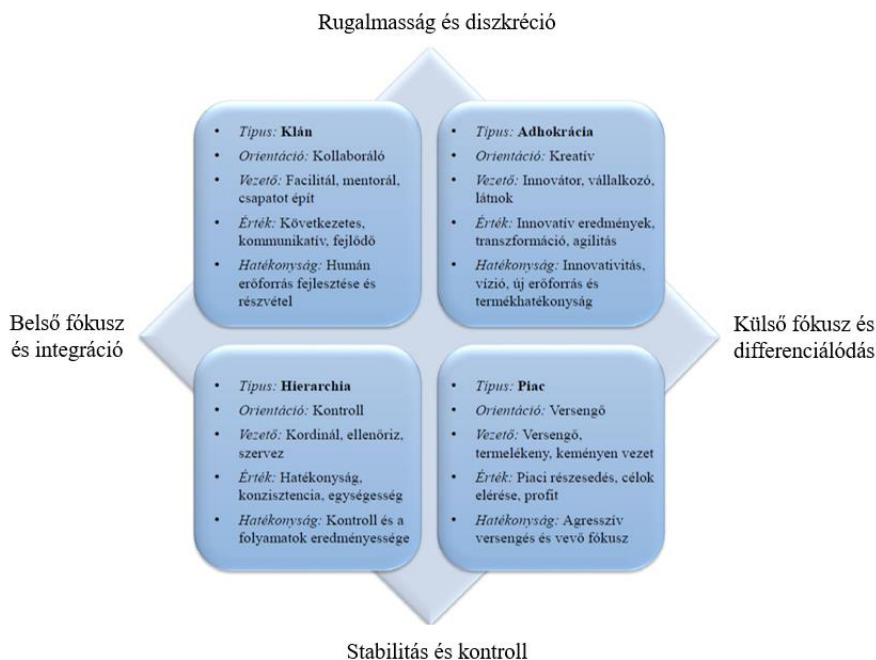 Rugalmasság és diszkréció
• Típus: Klán
• Orientáció: Kollaboráló
• Vezető: Facilitál, mentorál,
csapatot épít
• Érték: Következetes,
kommunikatív, fejlődő
• Hatékonyság: Humán
erőforrás fejlesztése és
részvétel
• Típus: Adhokrácia
• Orientáció: Kreatív
• Vezető: Innovátor, vállalkozó,
látnok
• Érték: Innovatív eredmények,
transzformáció, agilitás
• Hatékonyság: Innovativitás,
vízió, új erőforrás és
termékhatékonyság
Belső fókusz
és integráció
Külső fókusz és
differenciálódás
• Típus: Hierarchia
• Orientáció: Kontroll
• Vezető: Kordinál, ellenőriz,
szervez
• Érték: Hatékonyság,
konzisztencia, egységesség
• Hatékonyság: Kontroll és a
folyamatok eredményessége
• Típus: Piac
• Orientáció: Versengő
• Vezető: Versengő,
termelékeny, keményen vezet
• Érték: Piaci részesedés, célok
elérése, profit
• Hatékonyság: Agresszív
versengés és vevő fókusz
Stabilitás és kontroll